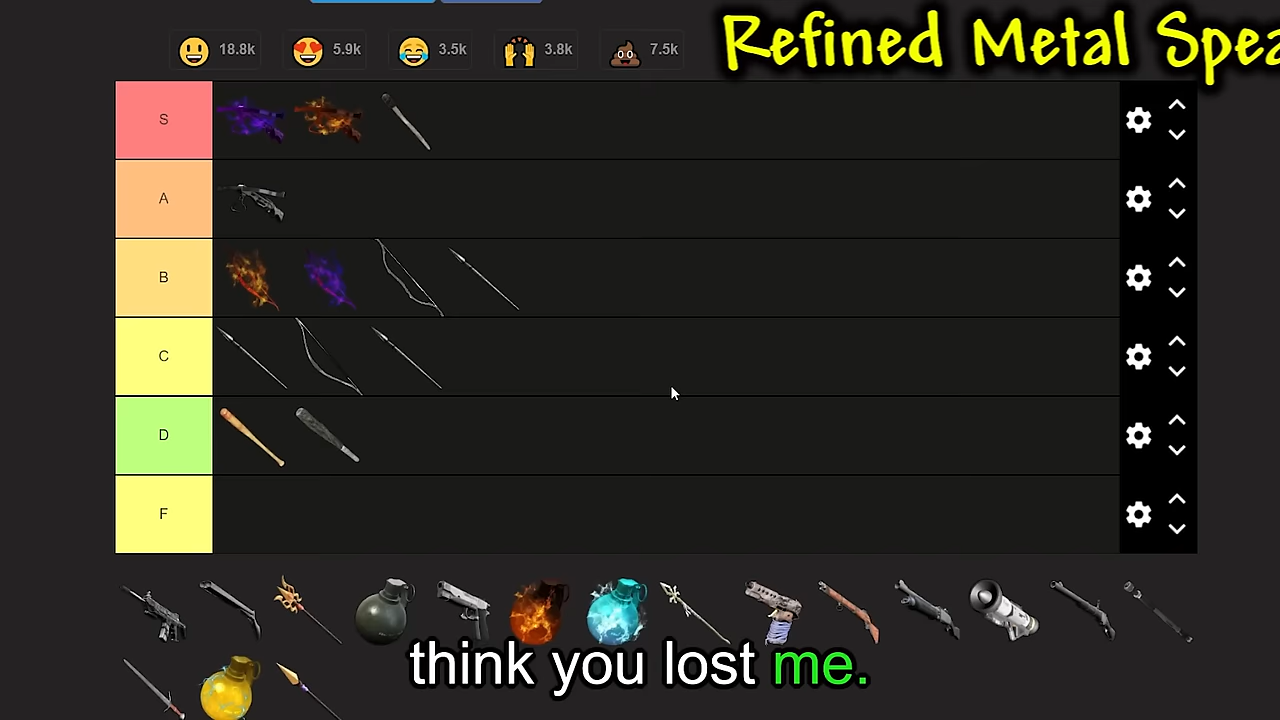 Refined Metal Spea
18.8k 5.9k 3.5k 3.8k 7.5k
S
A
B
C
D
F
think you lost me.